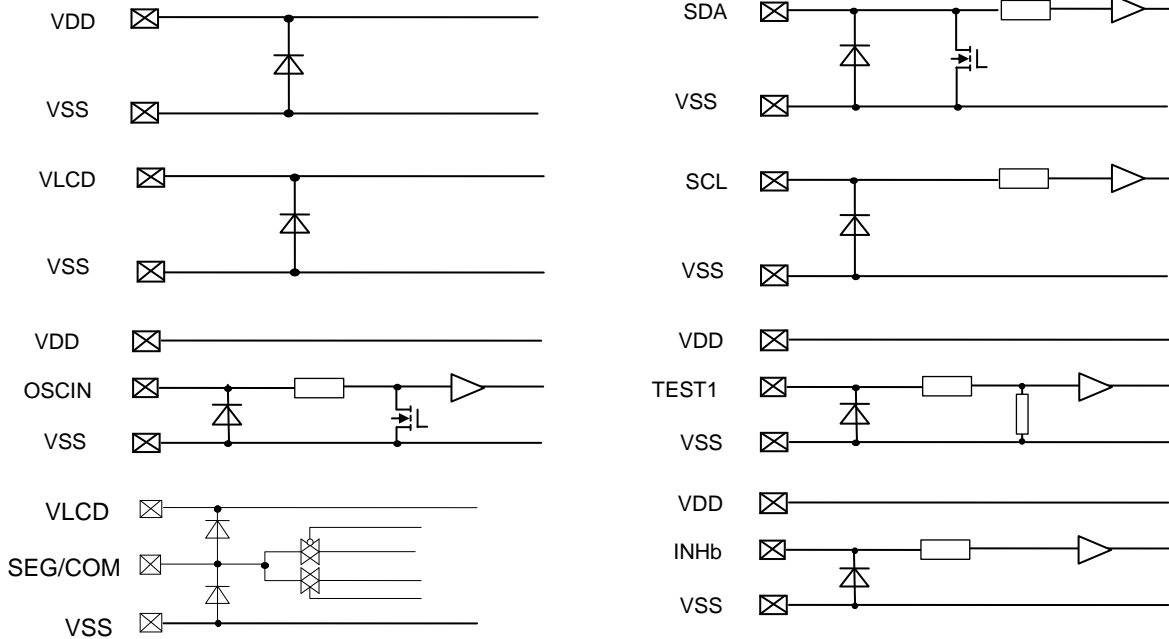 VDD
VSS
VLCD
VSS
VDD
OSCIN
VSS
VLCD
SEG/COM
VSS
SDA
VSS
SCL
VSS
VDD
TEST1
VSS
VDD
INHb
VSS